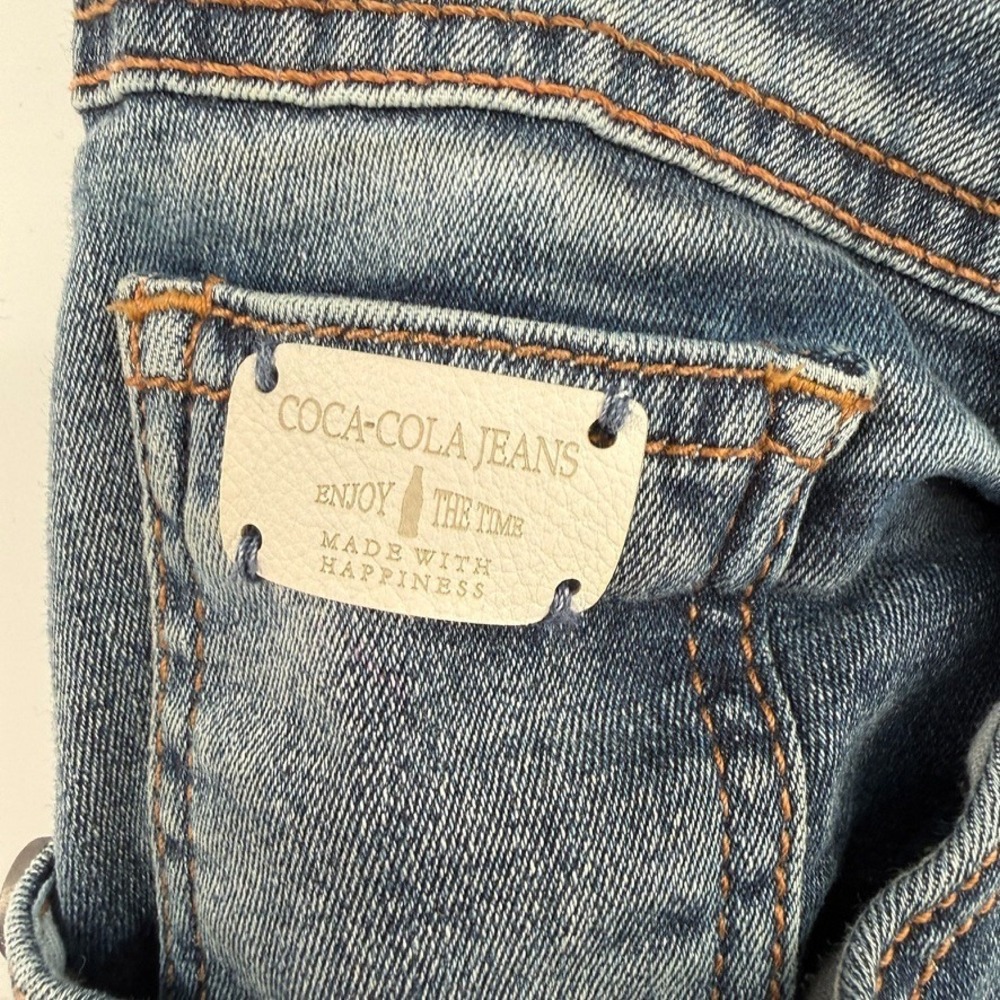 COCA-COLA JEANS
ENJOY THE TIME
MADE WITH
HAPPINESS